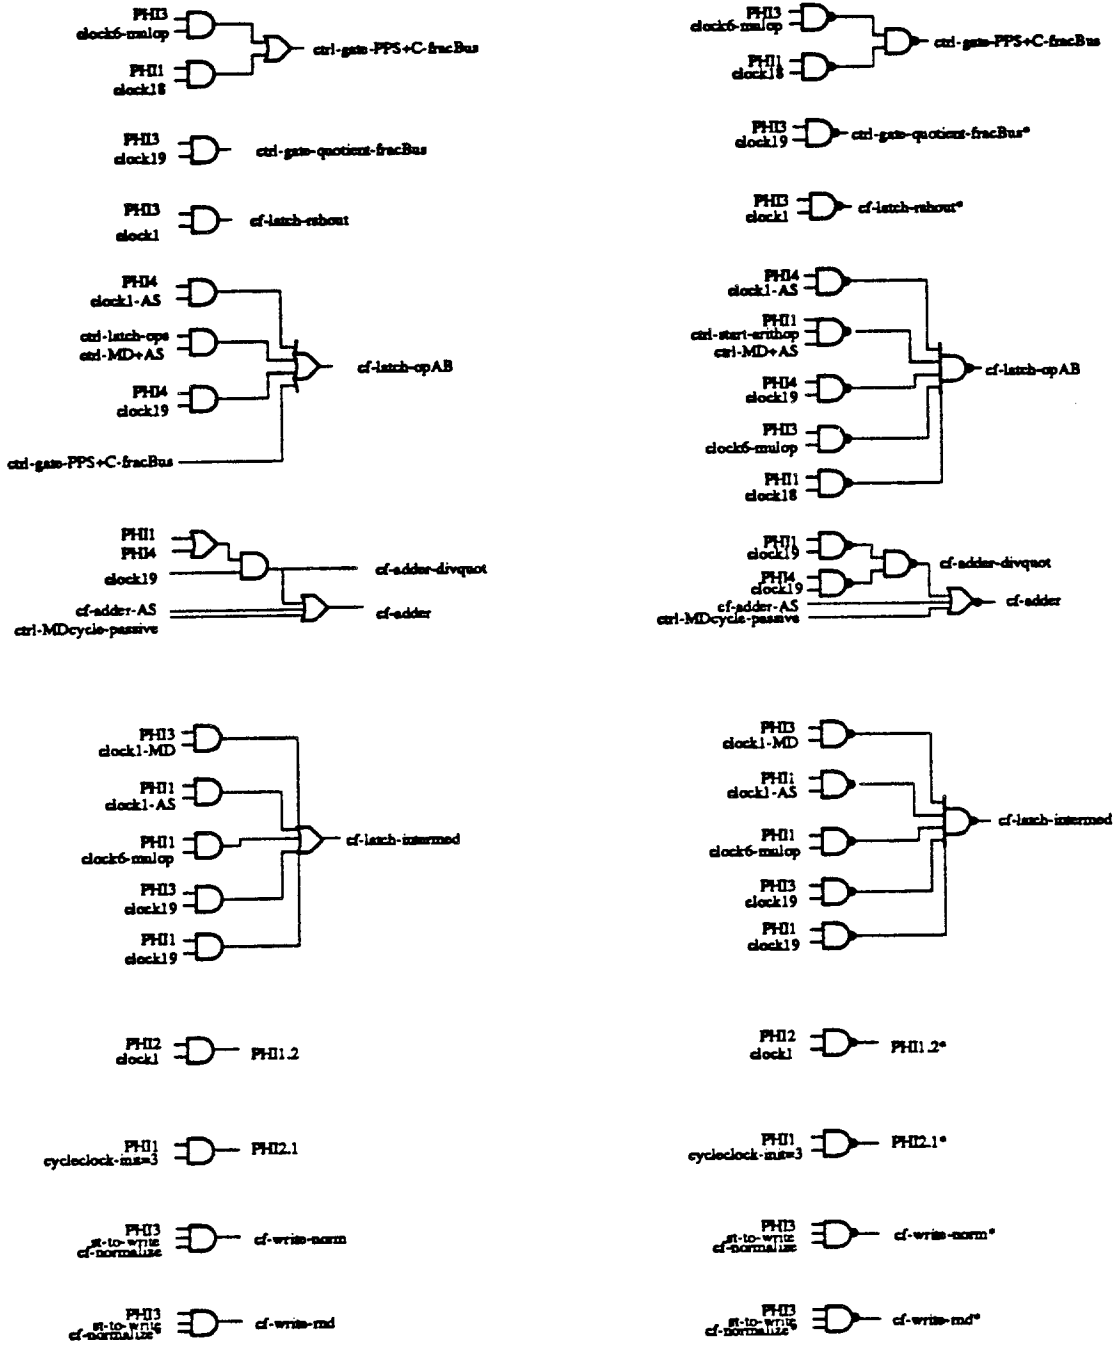 PHI3
clock6-mulop
ctrl-gate-PPS+C-fracBus
PHI1
clock18
PHI3
clock19
ctrl-gate-quotient-fracBus
PHI3
clock1
cf-latch-rshout
PHI4
clock1-AS
ctrl-latch-ops
ctrl-MD+AS
cf-latch-opAB
PHI4
clock19
ctrl-gate-PPS+C-fracBus
PHI1
PHI4
clock19
cf-adder-divquot
cf-adder-AS
cf-adder
ctrl-MDcycle-passive
PHI3
clock1-MD
PHI1
clock1-AS
PHI1
clock6-mulop
cf-latch-intermed
PHI3
clock19
PHI1
clock19
PHI2
clock1
PHI1.2
PHI1
cycleclock-init=3
PHI2.1
PHI3
st-to-write
cf-normalize
cf-write-norm
PHI3
st-to-write
cf-normalize*
cf-write-rnd
PHI3
clock6-mulop
ctrl-gate-PPS+C-fracBus
PHI1
clock18
PHI3
clock19
ctrl-gate-quotient-fracBus*
PHI3
clock1
cf-latch-rshout*
PHI4
clock1-AS
PHI1
ctrl-start-arithop
ctrl-MD+AS
cf-latch-opAB
PHI4
clock19
PHI3
clock6-mulop
PHI1
clock18
PHI1
clock19
cf-adder-divquot
PHI4
clock19
cf-adder-AS
cf-adder
ctrl-MDcycle-passive
PHI3
clock1-MD
PHI1
clock1-AS
cf-latch-intermed
PHI1
clock6-mulop
PHI3
clock19
PHI1
clock19
PHI2
clock1
PHI1.2*
PHI1
cycleclock-init=3
PHI2.1*
PHI3
st-to-write
cf-normalize
cf-write-norm*
PHI3
st-to-write
cf-normalize*
cf-write-rnd*